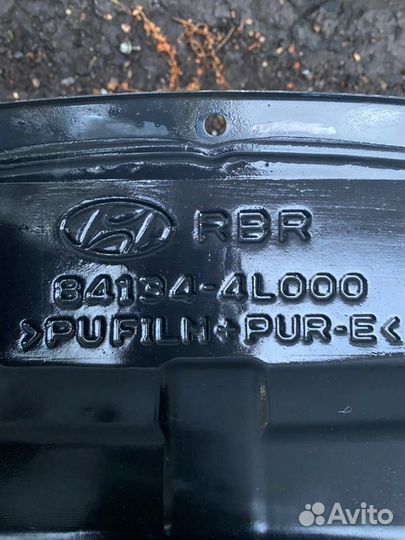 RBR
84134-4L000
>PUFILM+PUR-E<
Avito